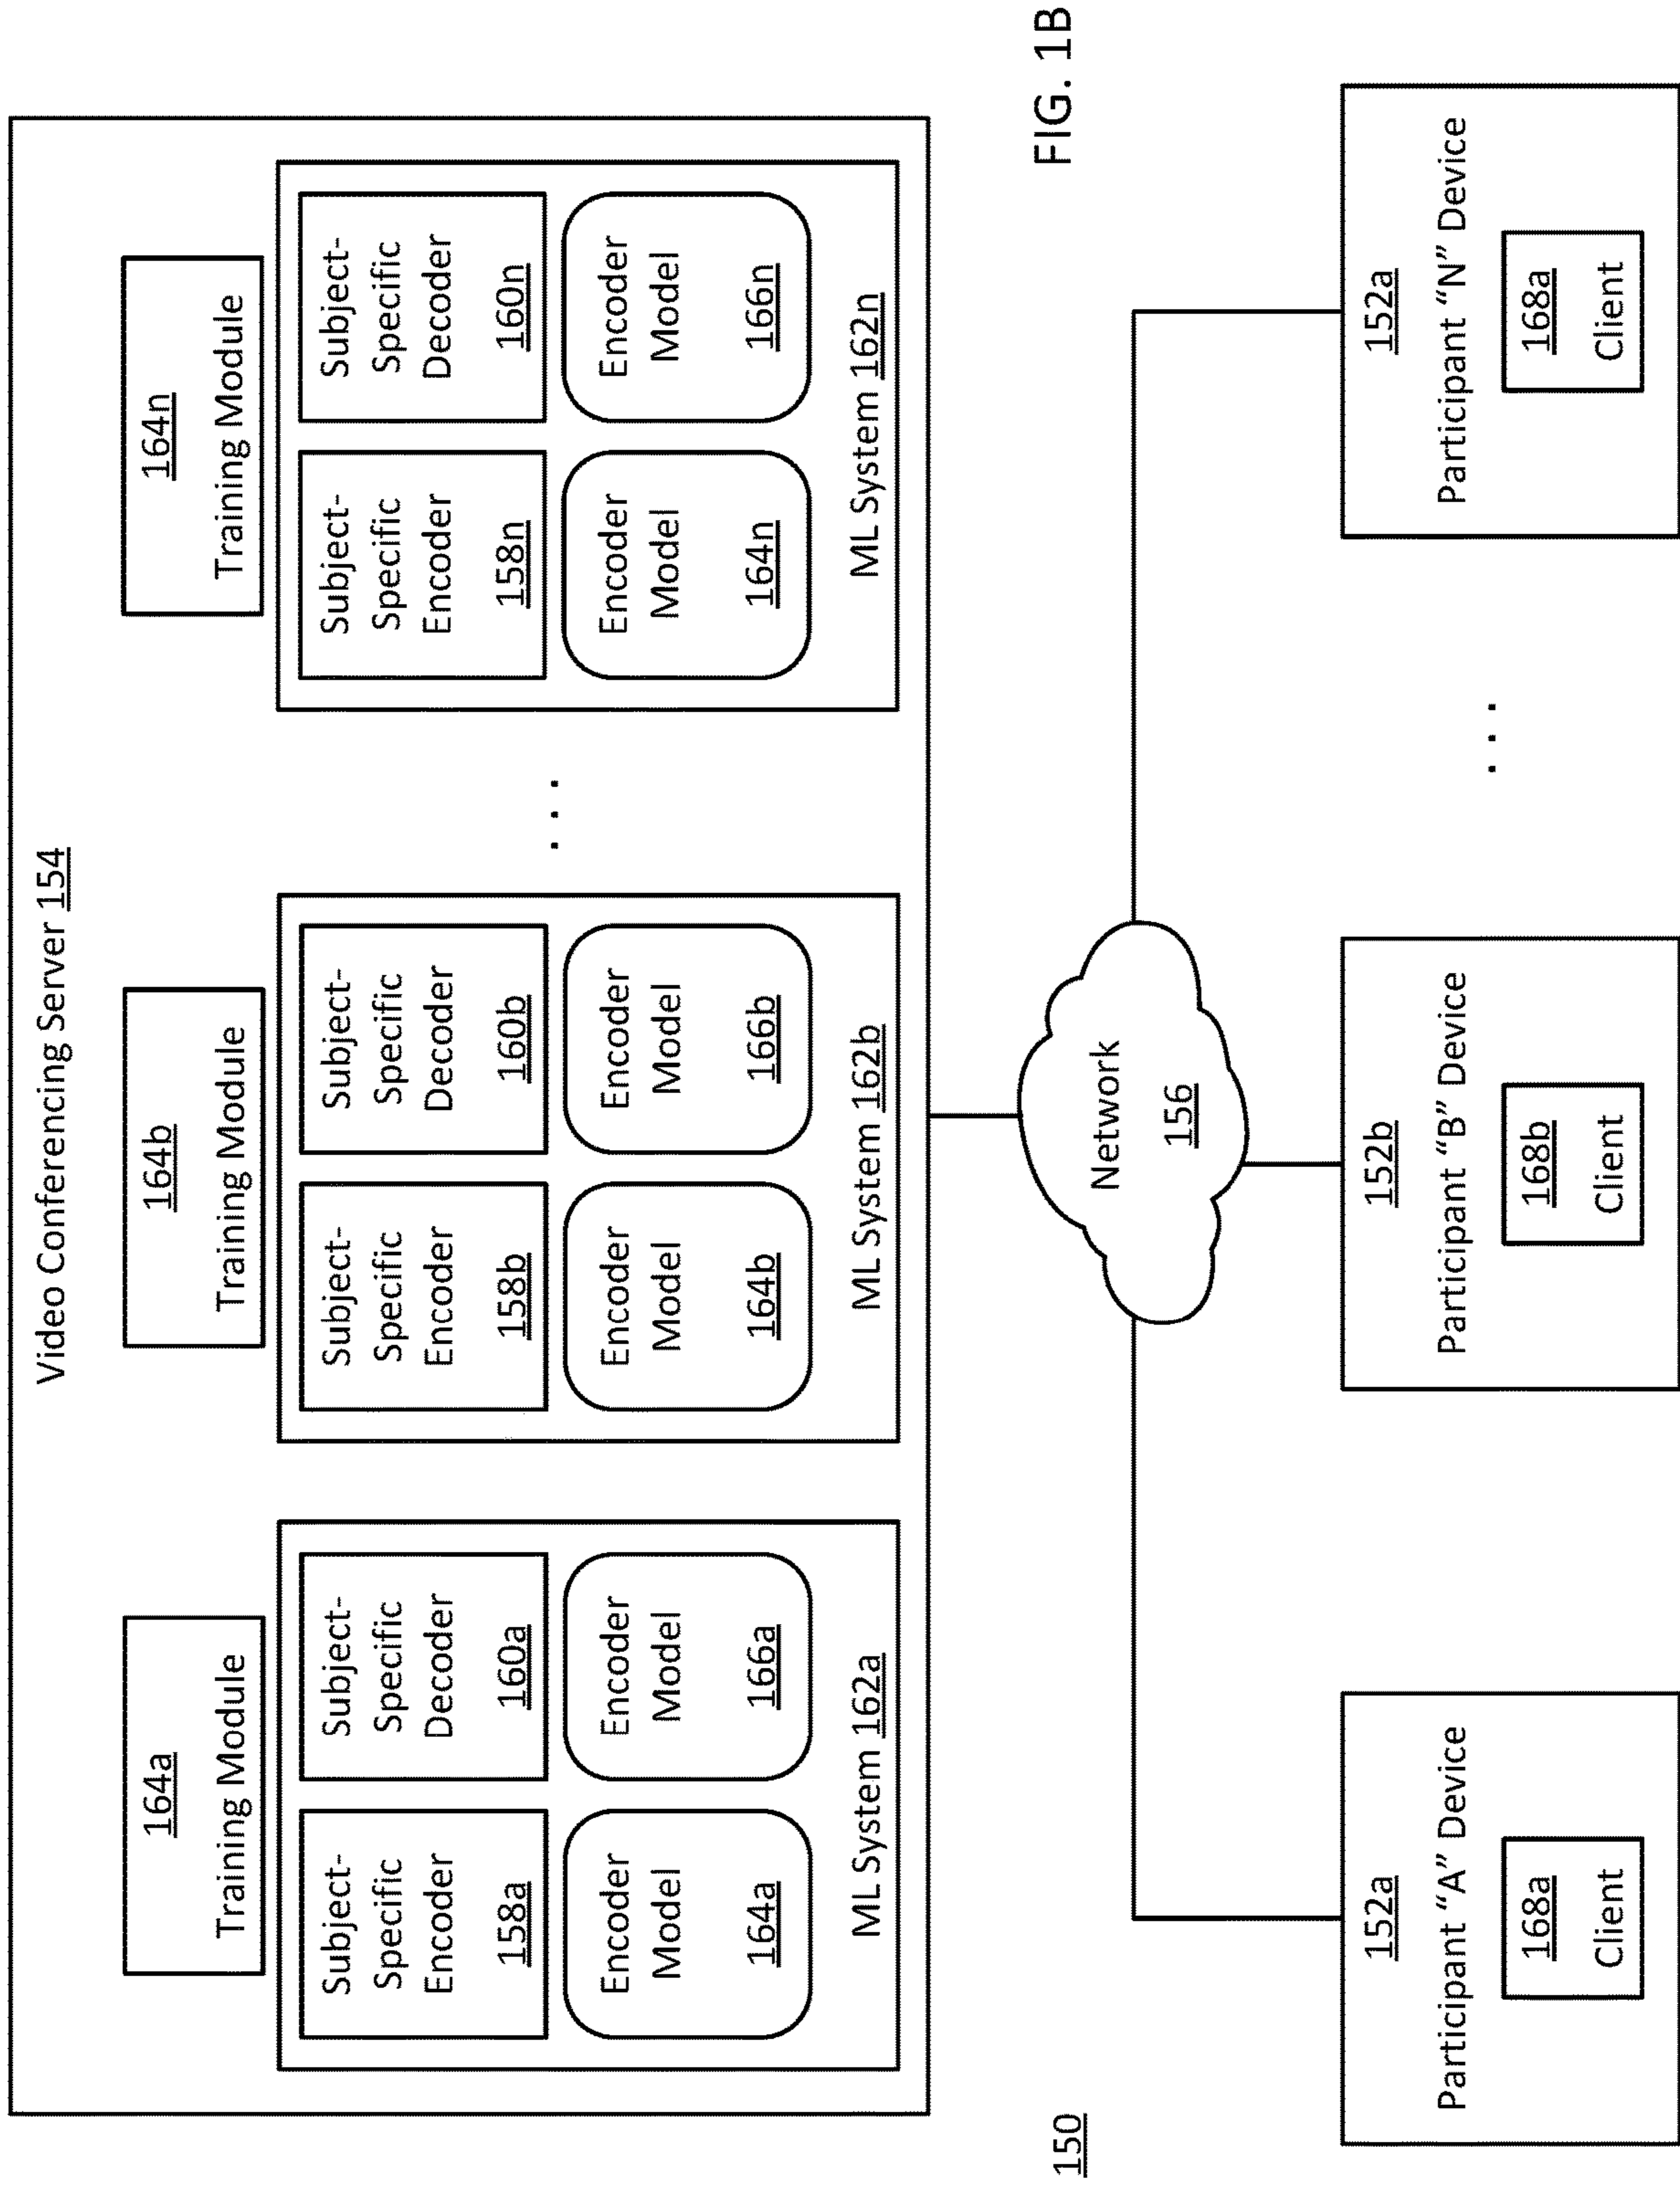 Video Conferencing Server 154
164a
Training Module
Subject-
Specific
Encoder
158a
Subject-
Specific
Decoder
160a
Encoder
Model
164a
Encoder
Model
166a
ML System 162a
164b
Training Module
Subject-
Specific
Encoder
158b
Subject-
Specific
Decoder
160b
Encoder
Model
164b
Encoder
Model
166b
ML System 162b
. . .
164n
Training Module
Subject-
Specific
Encoder
158n
Subject-
Specific
Decoder
160n
Encoder
Model
164n
Encoder
Model
166n
ML System 162n
150
Network
156
FIG. 1B
152a
Participant “A” Device
168a
Client
152b
Participant “B” Device
168b
Client
. . .
152a
Participant “N” Device
168a
Client